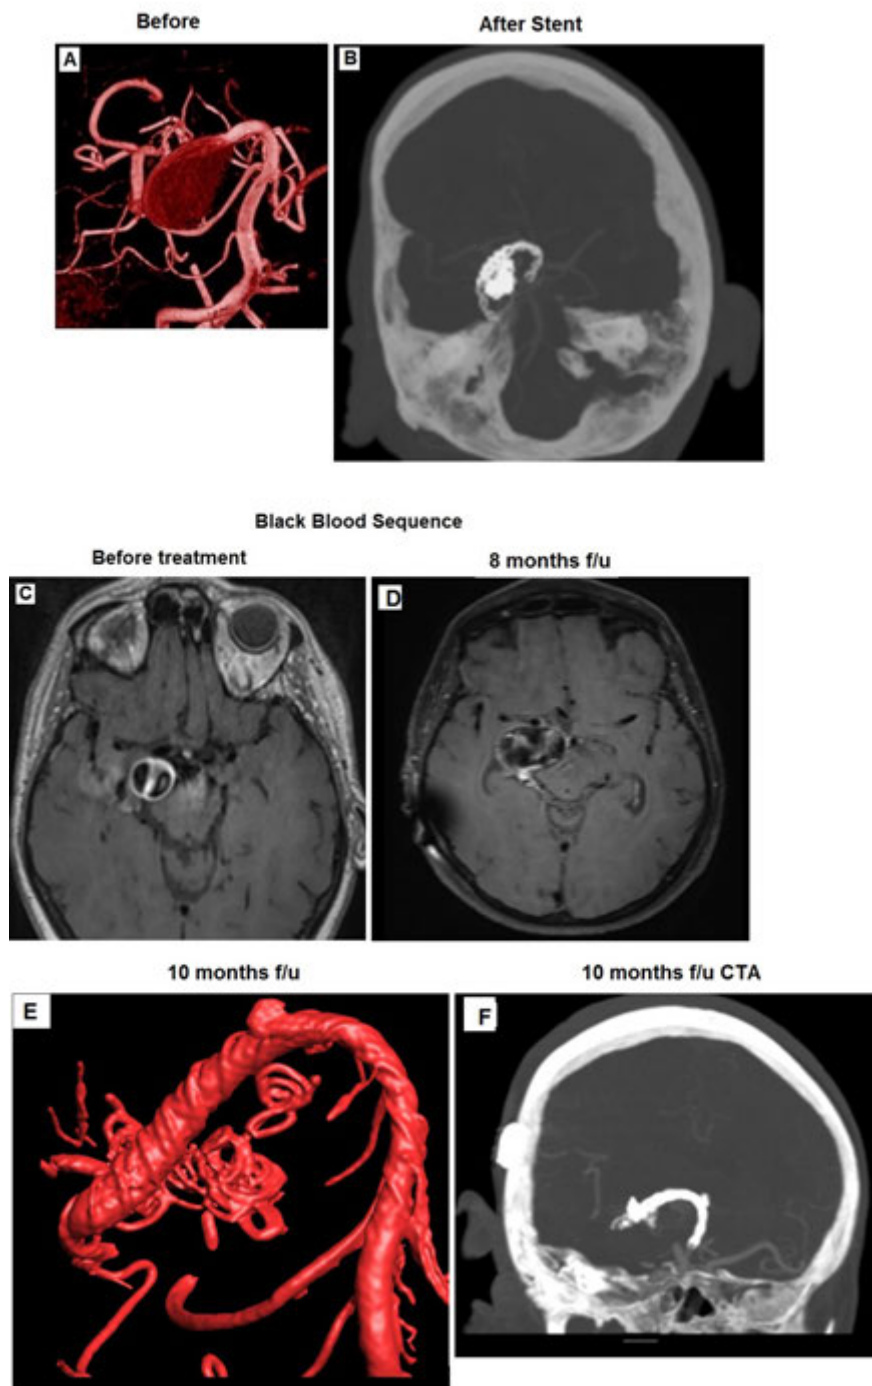 Before
After Stent
A
B
Black Blood Sequence
Before treatment
8 months f/u
C
D
10 months f/u
10 months f/u CTA
E
F